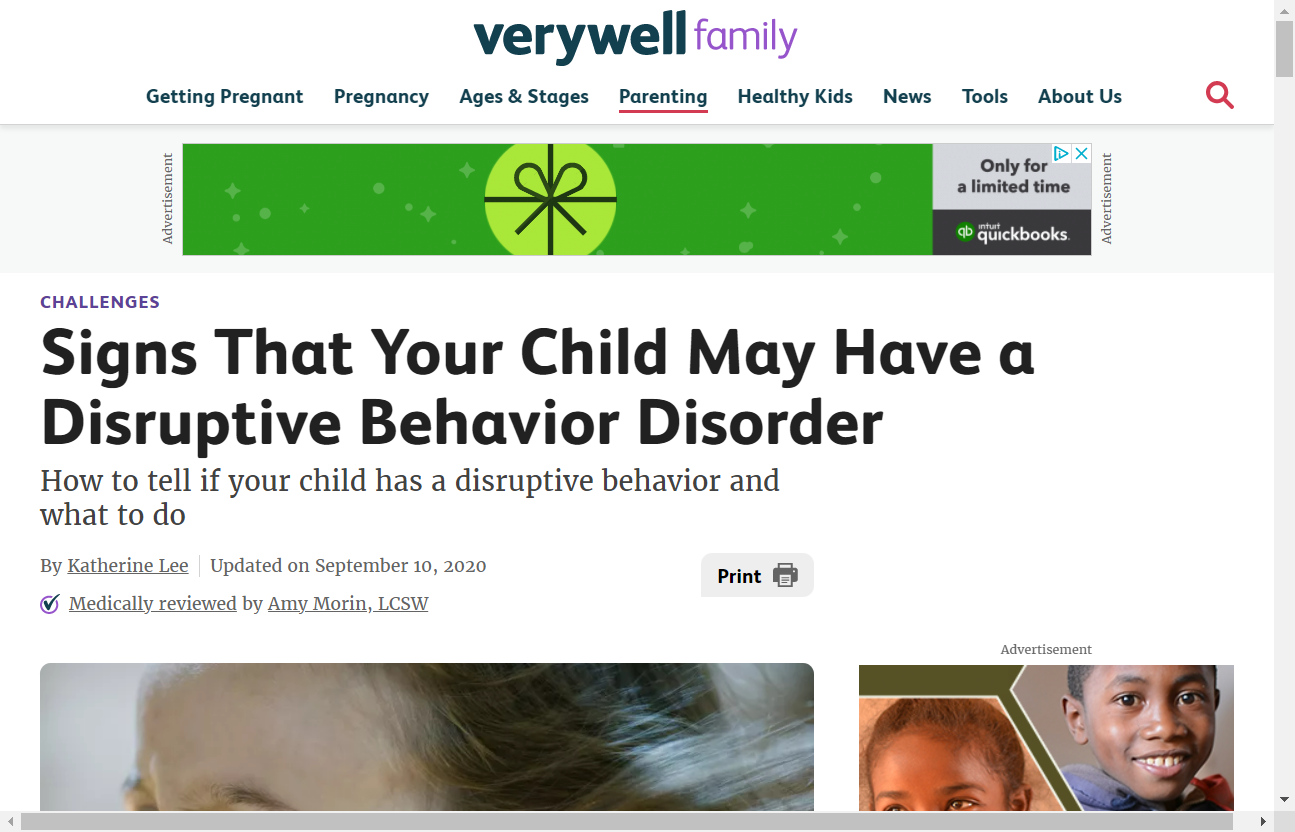 verywell family
Getting Pregnant Pregnancy Ages & Stages Parenting Healthy Kids News Tools About Us
Advertisement
Only for
a limited time
qb intuit quickbooks.
Advertisement
CHALLENGES
Signs That Your Child May Have a
Disruptive Behavior Disorder
How to tell if your child has a disruptive behavior and
what to do
By Katherine Lee Updated on September 10, 2020
Print
Medically reviewed by Amy Morin, LCSW
Advertisement